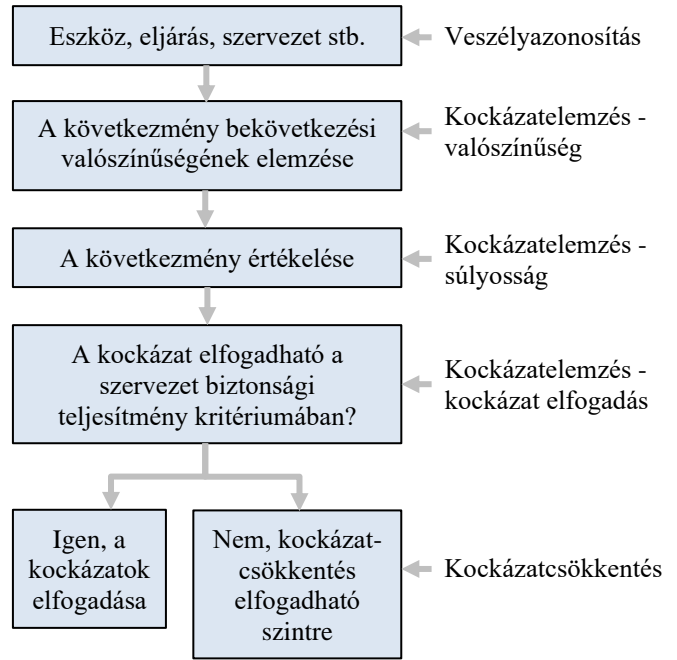 Eszköz, eljárás, szervezet stb.
Veszélyazonosítás
A következmény bekövetkezési
valószínűségének elemzése
Kockázatelemzés -
valószínűség
A következmény értékelése
Kockázatelemzés -
súlyosság
A kockázat elfogadható a
szervezet biztonsági
teljesítmény kritériumában?
Kockázatelemzés -
kockázat elfogadás
Igen, a
kockázatok
elfogadása
Nem, kockázat-
csökkentés
elfogadható
szintre
Kockázatcsökkentés